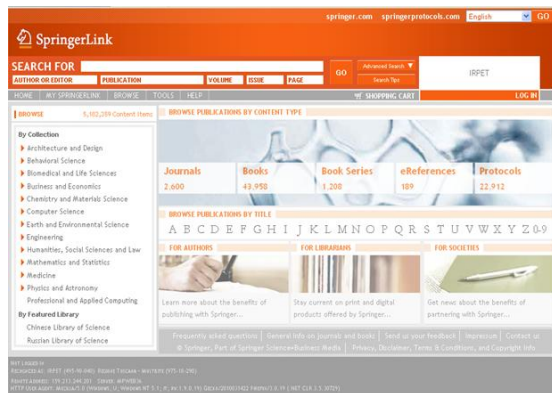 springer.com springerprotocols.com English GO
SpringerLink
SEARCH FOR GO Advanced Search
AUTHOR OR EDITOR PUBLICATION VOLUME ISSUE PAGE Search Tips
IRPET
HOME | MY SPRINGERLINK | BROWSE | TOOLS | HELP | SHOPPING CART LOG IN
BROWSE
By Collection
Architecture and Design
Behavioral Science
Biomedical and Life Sciences
Business and Economics
Chemistry and Materials Science
Computer Science
Earth and Environmental Science
Engineering
Humanities, Social Sciences and Law
Mathematics and Statistics
Medicine
Physics and Astronomy
Professional and Applied Computing
By Featured Library
Chinese Library of Science
Russian Library of Science
BROWSE PUBLICATIONS BY CONTENT TYPE
Journals Books Book Series eReferences Protocols
2.600 43.958 1.208 189 22.912
BROWSE PUBLICATIONS BY TITLE
A B C D E F G H I J K L M N O P Q R S T U V W X Y Z 0-9
FOR AUTHORS
Learn more about the benefits of
publishing with Springer...
FOR LIBRARIANS
Stay current on print and digital
products offered by Springer...
FOR SOCIETIES
Get news about the benefits of
partnering with Springer...
Frequently asked questions | General info on journals and books | Send us your feedback | Impressum | Contact us
© Springer, Part of Springer Science+Business Media | Privacy, Disclaimer, Terms & Conditions, and Copyright Info